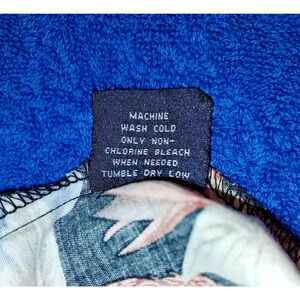 MACHINE
WASH COLD
ONLY NON-
CHLORINE BLEACH
WHEN NEEDED
TUMBLE DRY LOW